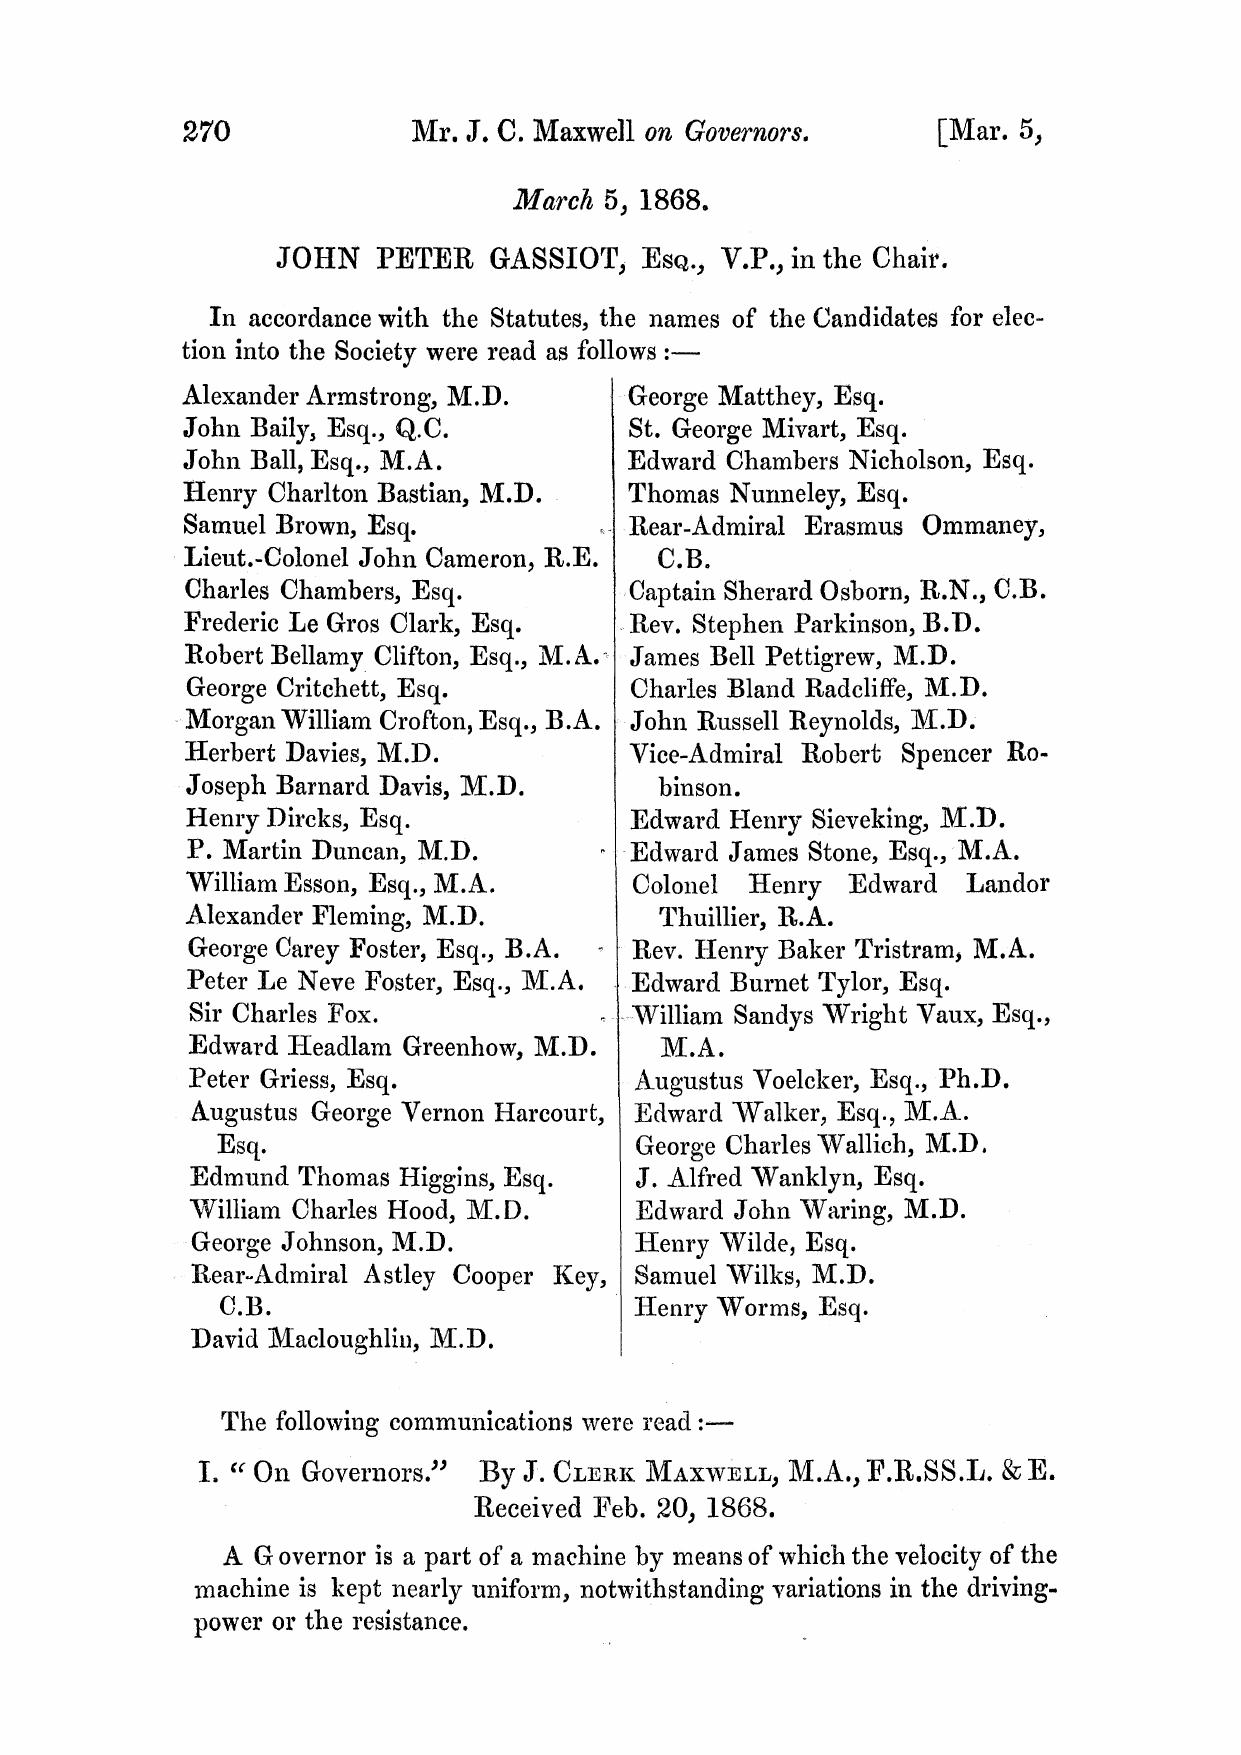 270 Mr. J. C. Maxwell on Governors. [Mar. 5,
March 5, 1868.
JOHN PETER GASSIOT, Esq., V.P., in the Chair.
In accordance with the Statutes, the names of the Candidates for elec-
tion into the Society were read as follows :—
Alexander Armstrong, M.D.
John Baily, Esq., Q.C.
John Ball, Esq., M.A.
Henry Charlton Bastian, M.D.
Samuel Brown, Esq.
Lieut.-Colonel John Cameron, R.E.
Charles Chambers, Esq.
Frederic Le Gros Clark, Esq.
Robert Bellamy Clifton, Esq., M.A.
George Critchett, Esq.
Morgan William Crofton, Esq., B.A.
Herbert Davies, M.D.
Joseph Barnard Davis, M.D.
Henry Dircks, Esq.
P. Martin Duncan, M.D.
William Esson, Esq., M.A.
Alexander Fleming, M.D.
George Carey Foster, Esq., B.A.
Peter Le Neve Foster, Esq., M.A.
Sir Charles Fox.
Edward Headlam Greenhow, M.D.
Peter Griess, Esq.
Augustus George Vernon Harcourt,
Esq.
Edmund Thomas Higgins, Esq.
William Charles Hood, M.D.
George Johnson, M.D.
Rear-Admiral Astley Cooper Key,
C.B.
David Macloughlin, M.D.
George Matthey, Esq.
St. George Mivart, Esq.
Edward Chambers Nicholson, Esq.
Thomas Nunneley, Esq.
Rear-Admiral Erasmus Ommaney,
C.B.
Captain Sherard Osborn, R.N., C.B.
Rev. Stephen Parkinson, B.D.
James Bell Pettigrew, M.D.
Charles Bland Radcliffe, M.D.
John Russell Reynolds, M.D.
Vice-Admiral Robert Spencer Ro-
binson.
Edward Henry Sieveking, M.D.
Edward James Stone, Esq., M.A.
Colonel Henry Edward Landor
Thuillier, R.A.
Rev. Henry Baker Tristram, M.A.
Edward Burnet Tylor, Esq.
William Sandys Wright Vaux, Esq.,
M.A.
Augustus Voelcker, Esq., Ph.D.
Edward Walker, Esq., M.A.
George Charles Wallich, M.D.
J. Alfred Wanklyn, Esq.
Edward John Waring, M.D.
Henry Wilde, Esq.
Samuel Wilks, M.D.
Henry Worms, Esq.
The following communications were read :—
I. “On Governors.” By J. CLERK MAXWELL, M.A., F.R.SS.L. & E.
Received Feb. 20, 1868.
A Governor is a part of a machine by means of which the velocity of the
machine is kept nearly uniform, notwithstanding variations in the driving-
power or the resistance.